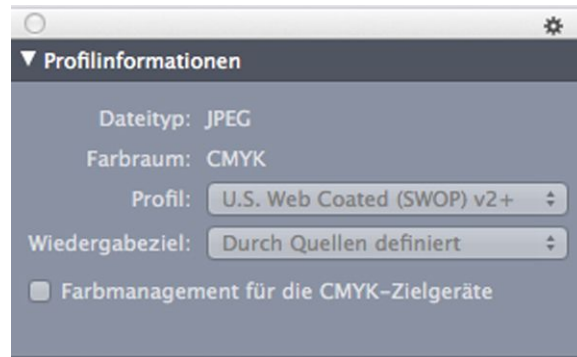 Profilinformationen
Dateityp: JPEG
Farbraum: CMYK
Profil: U.S. Web Coated (SWOP) v2+
Wiedergabeziel: Durch Quellen definiert
Farbmanagement für die CMYK-Zielgeräte